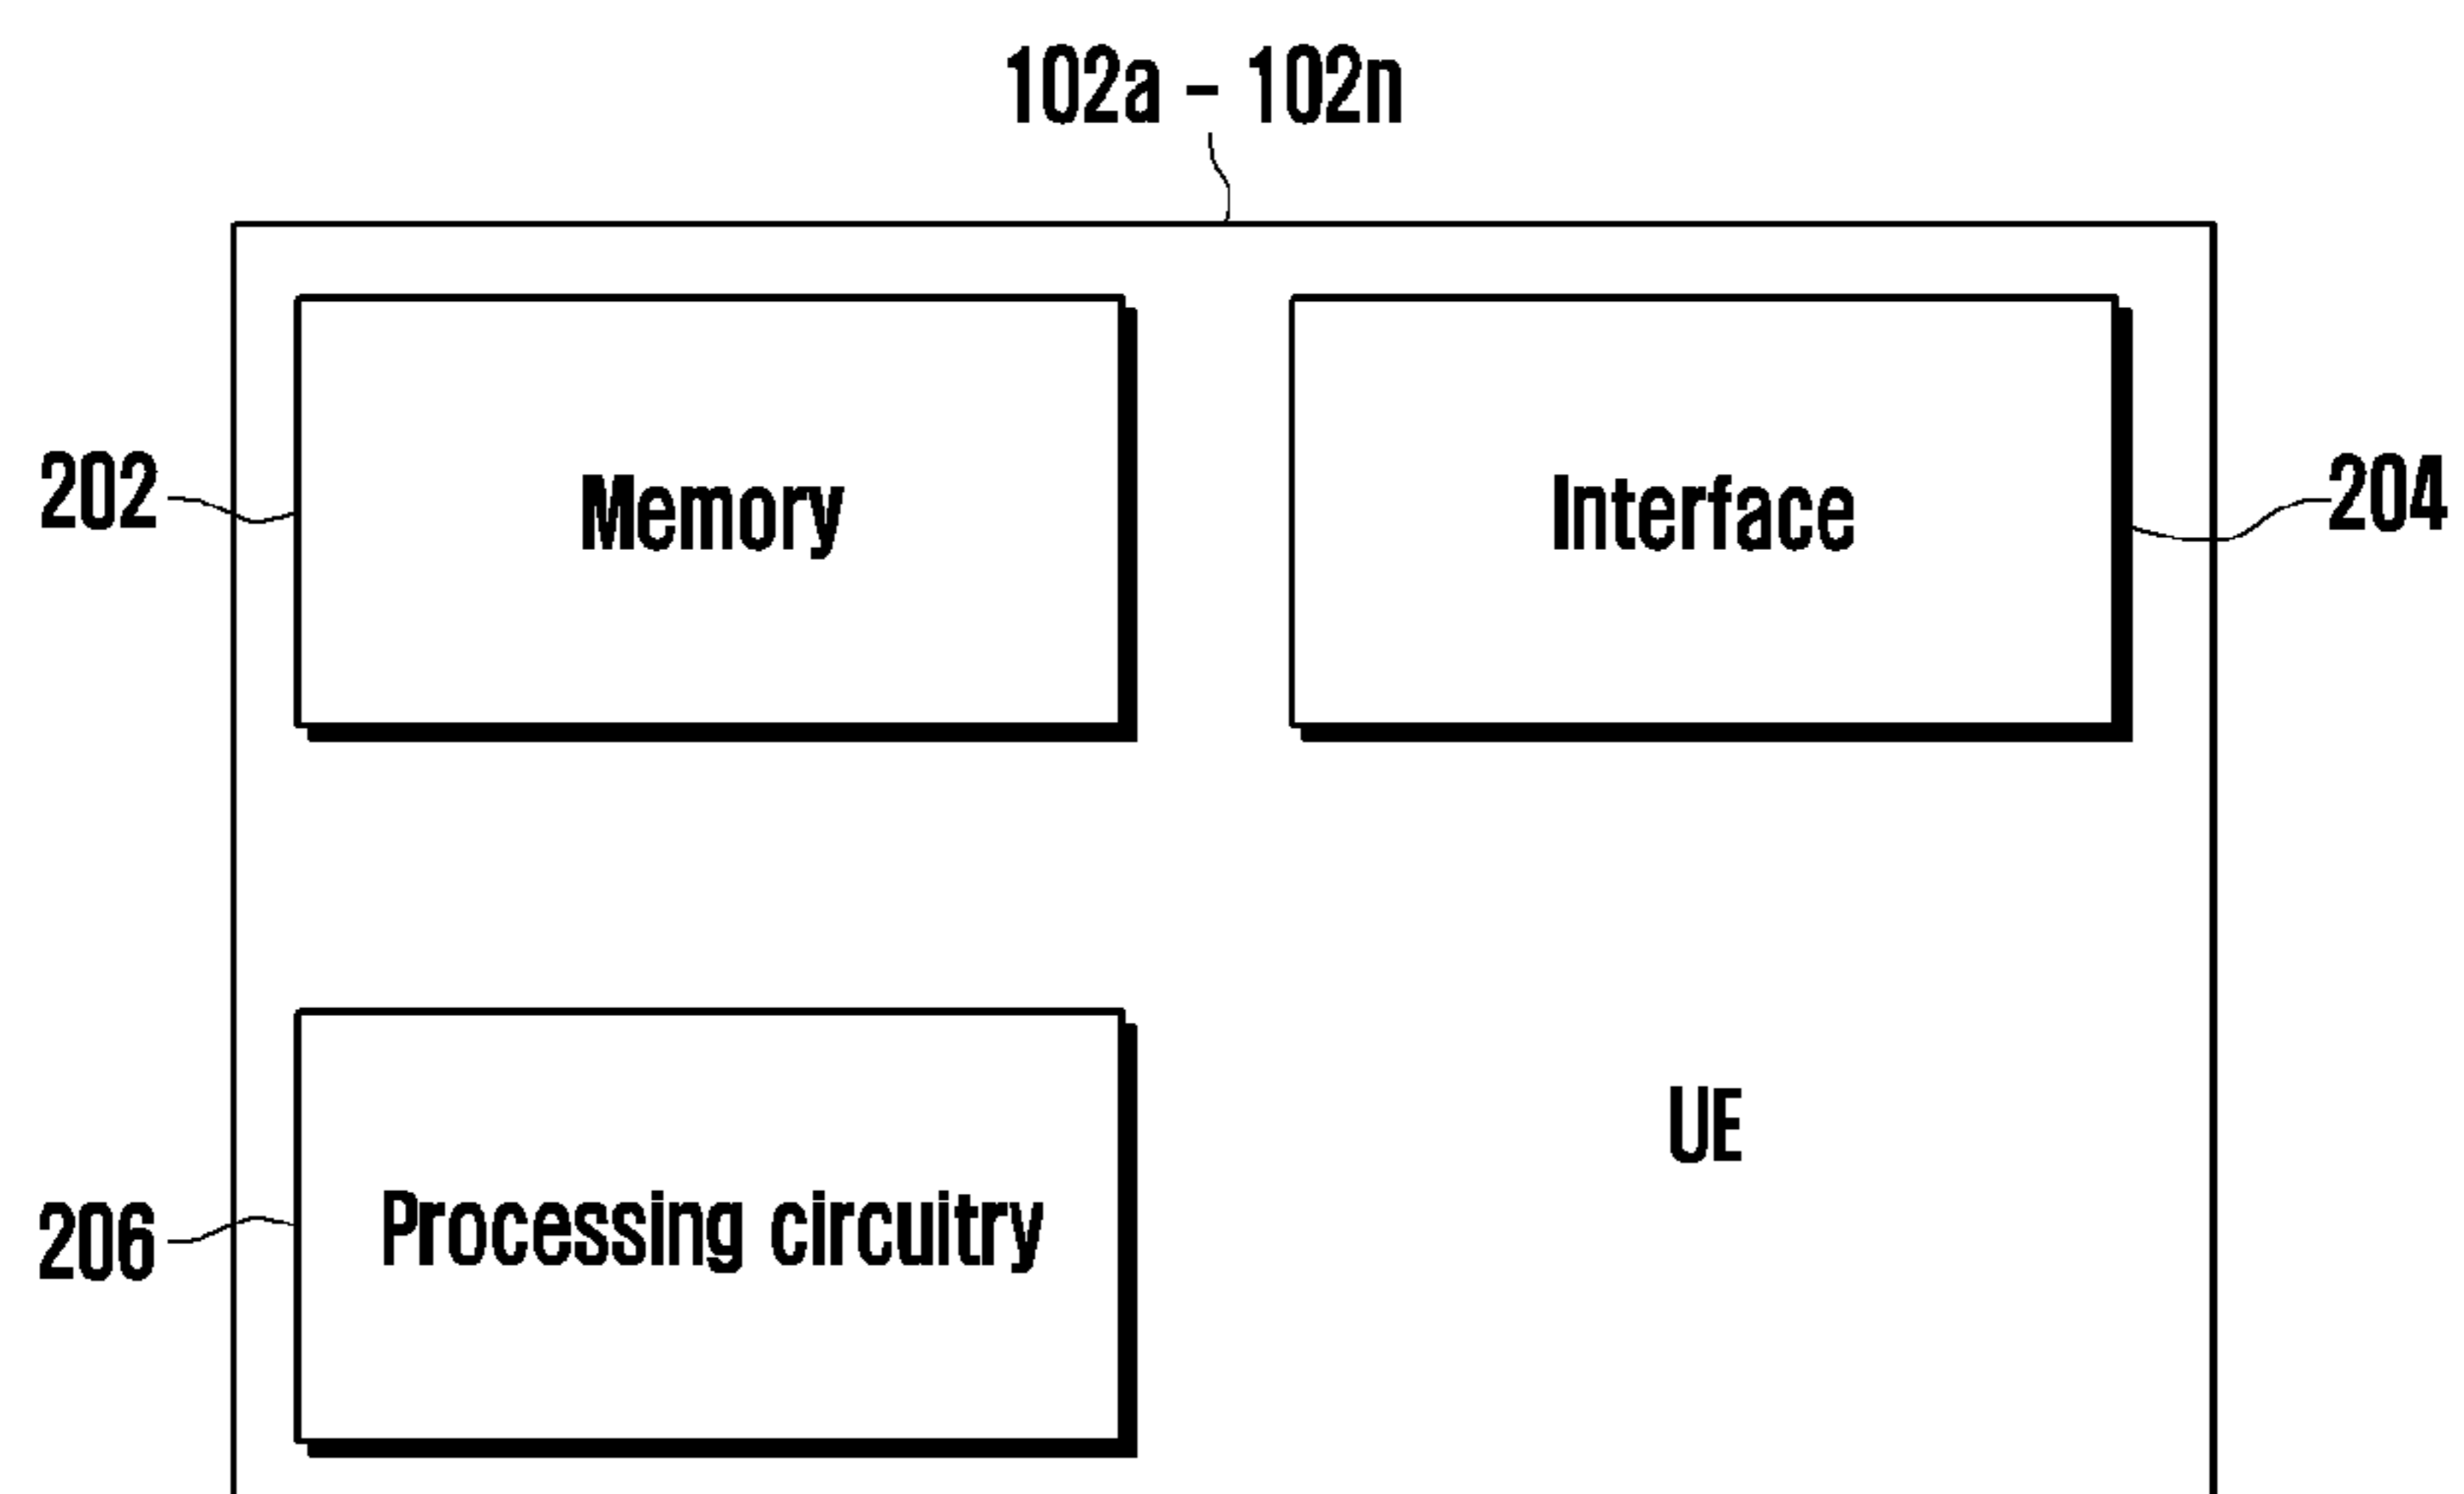 102a - 102n
202
Memory
Interface
204
UE
206
Processing circuitry